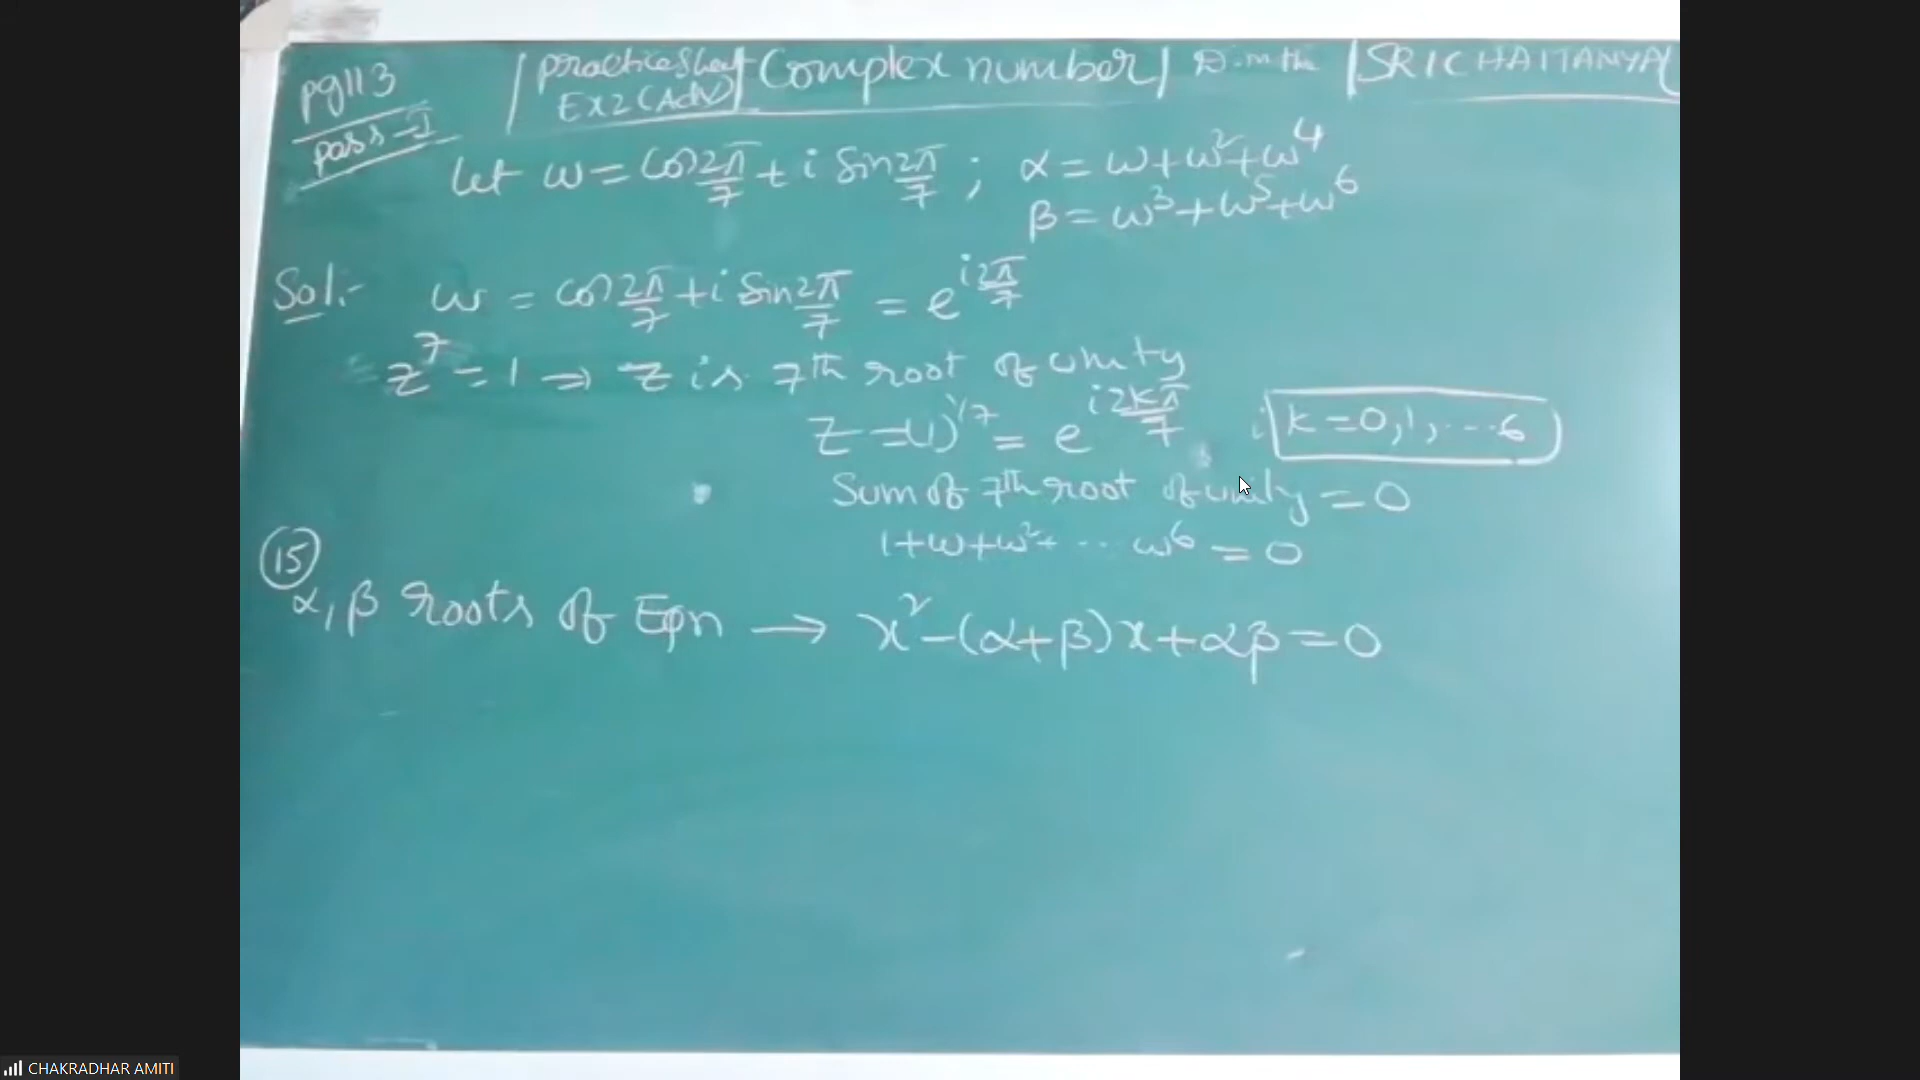 pg113 | practice sheet | Complex number | D.m th | SRICHAITANYA
Ex2 (Adv)
pass-I
Let ω = cos 2π/7 + i sin 2π/7 ; α = ω+ω²+ω⁴
β = ω³+ω⁵+ω⁶
Sol:- ω = cos 2π/7 + i sin 2π/7 = e^(i2π/7)
z⁷ = 1 ⇒ z is 7th root of unity
z = (1)^(1/7) = e^(i2kπ/7) ; k = 0, 1, ... 6
Sum of 7th root of unity = 0
1+ω+ω²+ ... ω⁶ = 0
15
α, β roots of Eqn → x² - (α+β)x + αβ = 0
CHAKRADHAR AMITI